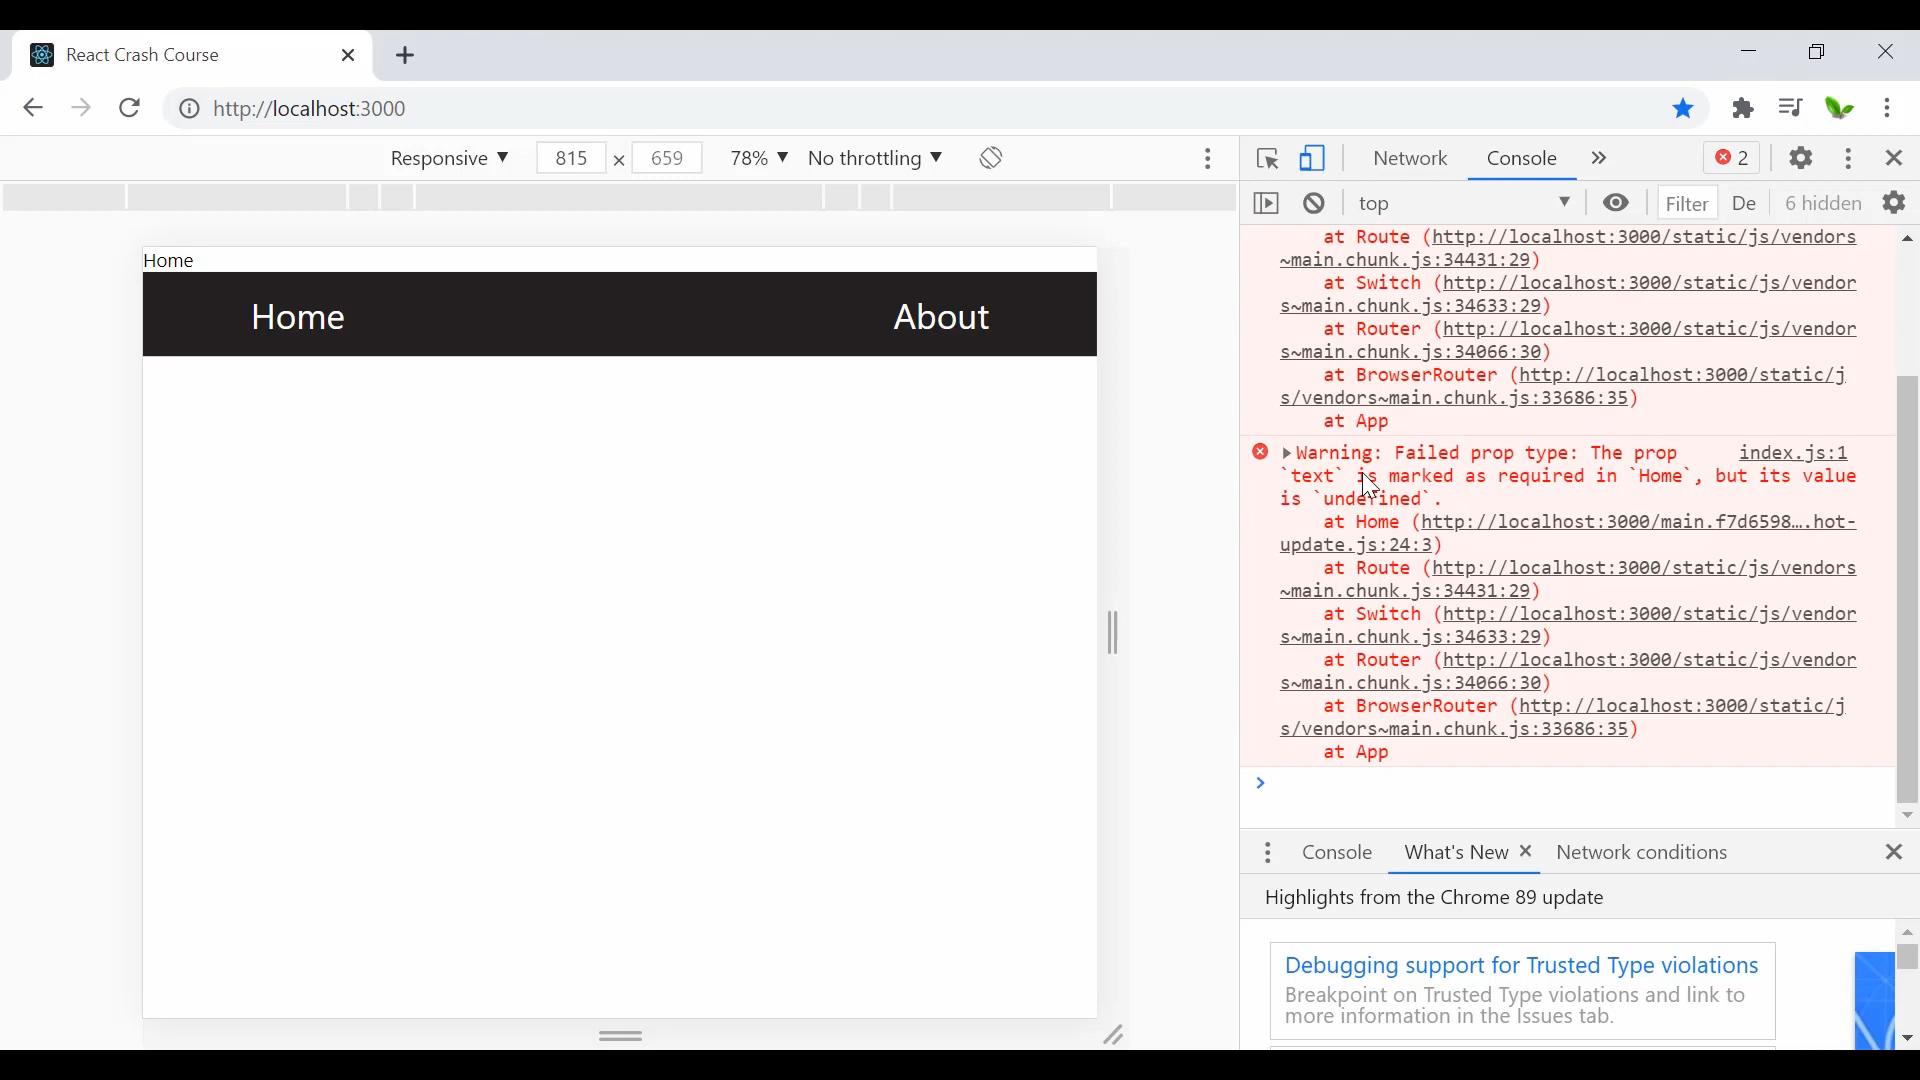 React Crash Course
http://localhost:3000
Responsive 815 × 659 78% No throttling
Network Console 2
top Filter De 6 hidden
Home
Home About
at Route (http://localhost:3000/static/js/vendors
~main.chunk.js:34431:29)
at Switch (http://localhost:3000/static/js/vendor
s~main.chunk.js:34633:29)
at Router (http://localhost:3000/static/js/vendor
s~main.chunk.js:34066:30)
at BrowserRouter (http://localhost:3000/static/j
s/vendors~main.chunk.js:33686:35)
at App
Warning: Failed prop type: The prop index.js:1
`text` is marked as required in `Home`, but its value
is `undefined`.
at Home (http://localhost:3000/main.f7d6598….hot-
update.js:24:3)
at Route (http://localhost:3000/static/js/vendors
~main.chunk.js:34431:29)
at Switch (http://localhost:3000/static/js/vendor
s~main.chunk.js:34633:29)
at Router (http://localhost:3000/static/js/vendor
s~main.chunk.js:34066:30)
at BrowserRouter (http://localhost:3000/static/j
s/vendors~main.chunk.js:33686:35)
at App
Console What's New Network conditions
Highlights from the Chrome 89 update
Debugging support for Trusted Type violations
Breakpoint on Trusted Type violations and link to
more information in the Issues tab.